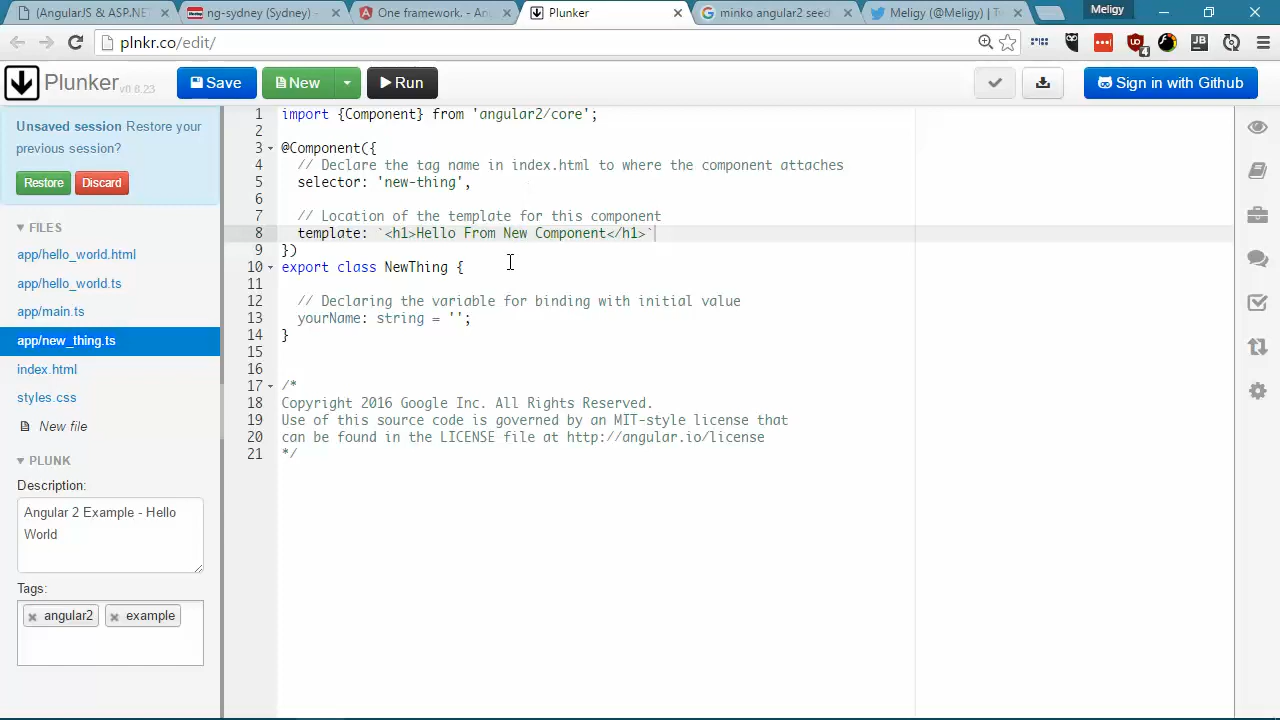 (AngularJS & ASP.NET
ng-sydney (Sydney)
One framework. - Ang
Plunker
minko angular2 seed
Meligy (@Meligy) | Tw
Meligy
plnkr.co/edit/
4
Plunker v0.8.23
Save
New
Run
Sign in with Github
Unsaved session Restore your
previous session?
Restore
Discard
FILES
app/hello_world.html
app/hello_world.ts
app/main.ts
app/new_thing.ts
index.html
styles.css
New file
PLUNK
Description:
Angular 2 Example - Hello
World
Tags:
angular2
example
1 import {Component} from 'angular2/core';
2
3 @Component({
4 // Declare the tag name in index.html to where the component attaches
5 selector: 'new-thing',
6
7 // Location of the template for this component
8 template: `<h1>Hello From New Component</h1>`
9 })
10 export class NewThing {
11
12 // Declaring the variable for binding with initial value
13 yourName: string = '';
14 }
15
16
17 /*
18 Copyright 2016 Google Inc. All Rights Reserved.
19 Use of this source code is governed by an MIT-style license that
20 can be found in the LICENSE file at http://angular.io/license
21 */